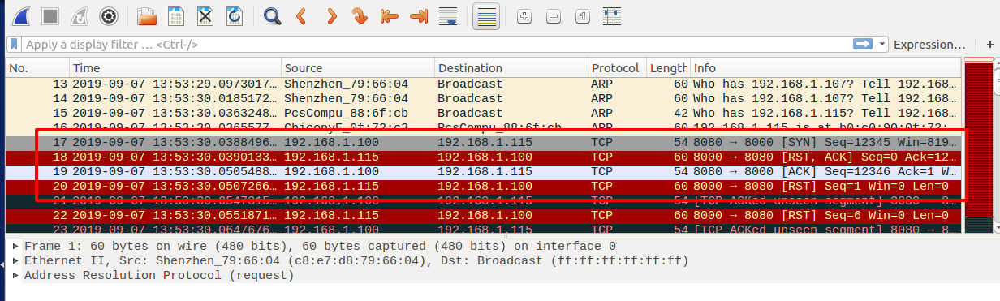 Apply a display filter … <Ctrl-/> Expression… +
No. Time Source Destination Protocol Length Info
13 2019-09-07 13:53:29.0973017… Shenzhen_79:66:04 Broadcast ARP 60 Who has 192.168.1.107? Tell 192.168…
14 2019-09-07 13:53:30.0185172… Shenzhen_79:66:04 Broadcast ARP 60 Who has 192.168.1.107? Tell 192.168…
15 2019-09-07 13:53:30.0363248… PcsCompu_88:6f:cb Broadcast ARP 42 Who has 192.168.1.115? Tell 192.168…
16 2019-09-07 13:53:30.0365577… ChiconyE_0f:72:c3 PcsCompu_88:6f:cb ARP 60 192.168.1.115 is at b0:c0:90:0f:72:…
17 2019-09-07 13:53:30.0388496… 192.168.1.100 192.168.1.115 TCP 54 8080 → 8000 [SYN] Seq=12345 Win=819…
18 2019-09-07 13:53:30.0390133… 192.168.1.115 192.168.1.100 TCP 60 8000 → 8080 [RST, ACK] Seq=0 Ack=12…
19 2019-09-07 13:53:30.0505488… 192.168.1.100 192.168.1.115 TCP 54 8080 → 8000 [ACK] Seq=12346 Ack=1 W…
20 2019-09-07 13:53:30.0507266… 192.168.1.115 192.168.1.100 TCP 60 8000 → 8080 [RST] Seq=1 Win=0 Len=0
21 2019-09-07 192.168.1.100 192.168.1.115 TCP 54 [TCP ACKed unseen segment] 8080 → 8…
22 2019-09-07 13:53:30.0551871… 192.168.1.115 192.168.1.100 TCP 60 8000 → 8080 [RST] Seq=6 Win=0 Len=0
23 2019-09-07 13:53:30.0647676… 192.168.1.100 192.168.1.115 TCP 54 [TCP ACKed unseen segment] 8080 → 8…
Frame 1: 60 bytes on wire (480 bits), 60 bytes captured (480 bits) on interface 0
Ethernet II, Src: Shenzhen_79:66:04 (c8:e7:d8:79:66:04), Dst: Broadcast (ff:ff:ff:ff:ff:ff)
Address Resolution Protocol (request)